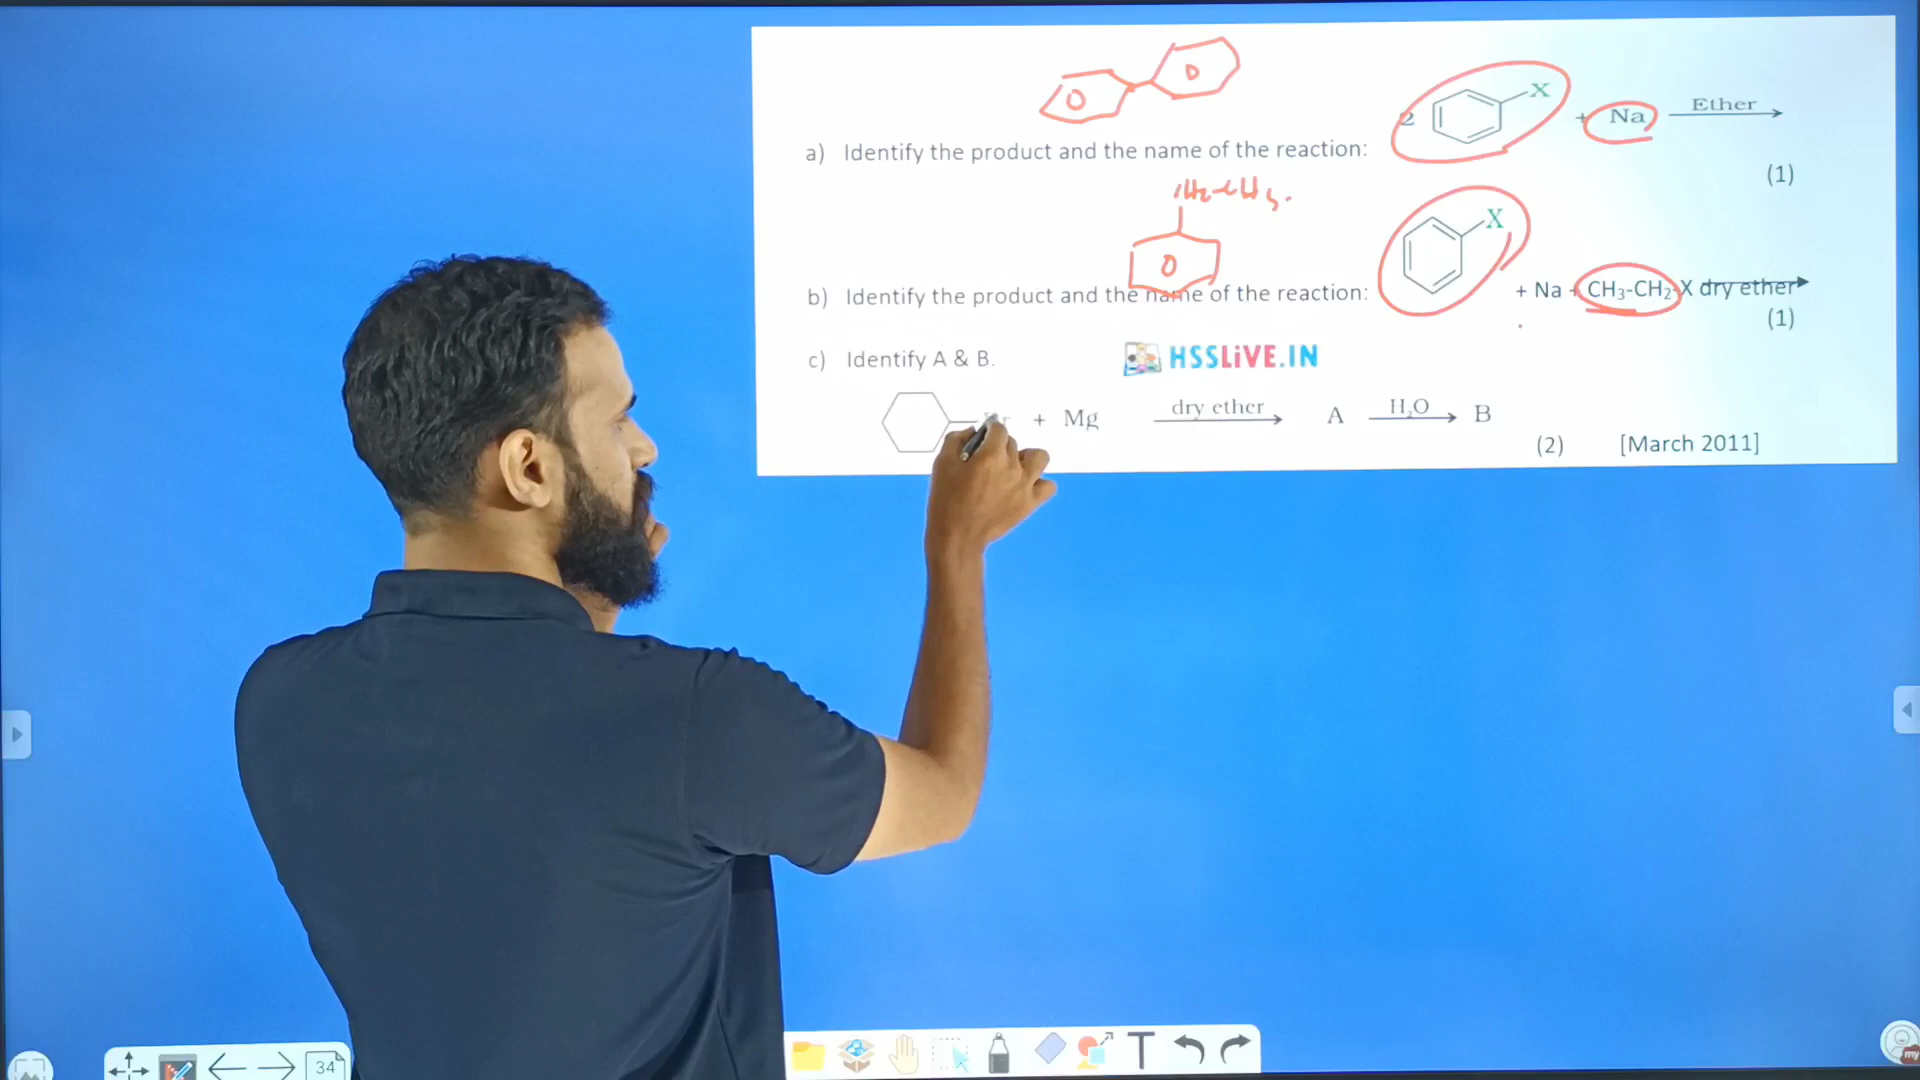 2 X + Na Ether
a) Identify the product and the name of the reaction:
(1)
CH₂-CH₃.
X
b) Identify the product and the name of the reaction: + Na + CH₃-CH₂-X dry ether
(1)
c) Identify A & B.
HSSLiVE.IN
+ Mg dry ether A H₂O B
(2) [March 2011]
34
T
my